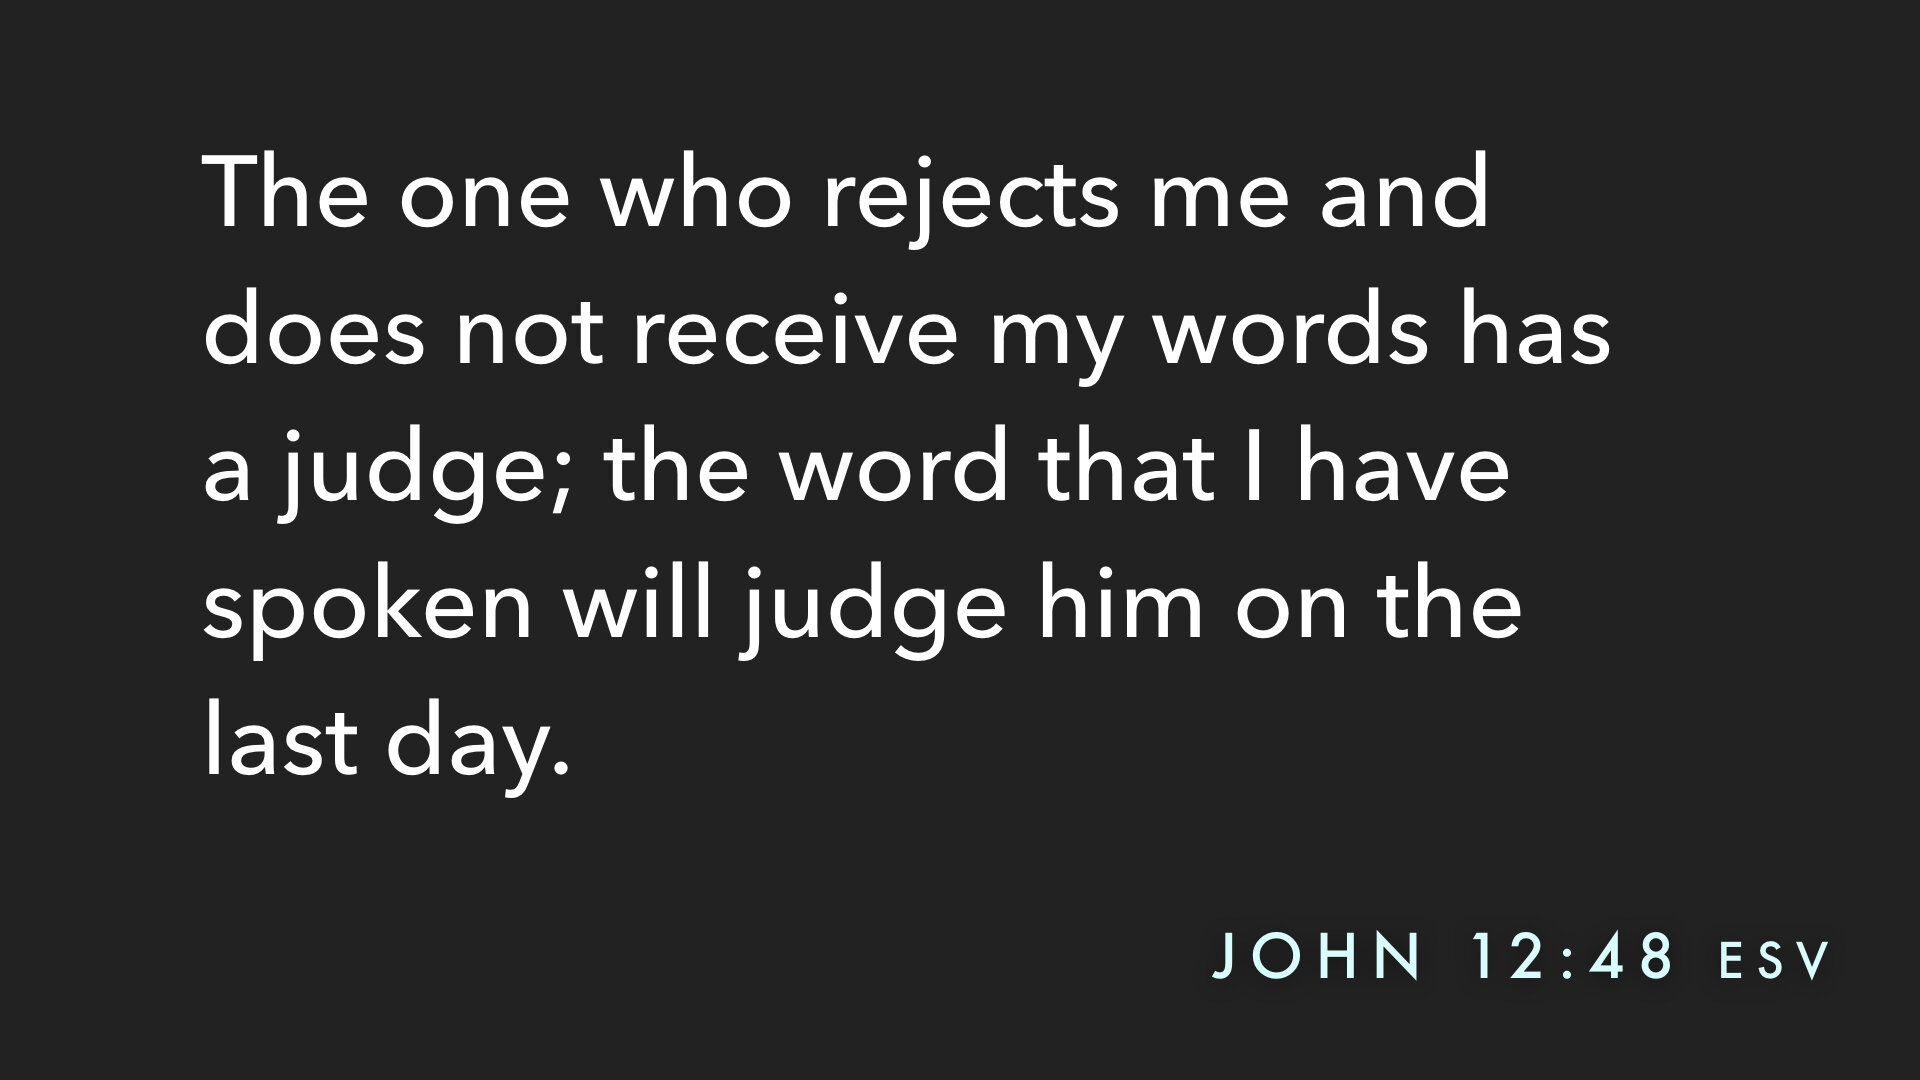 The one who rejects me and
does not receive my words has
a judge; the word that I have
spoken will judge him on the
last day.
JOHN 12:48 ESV